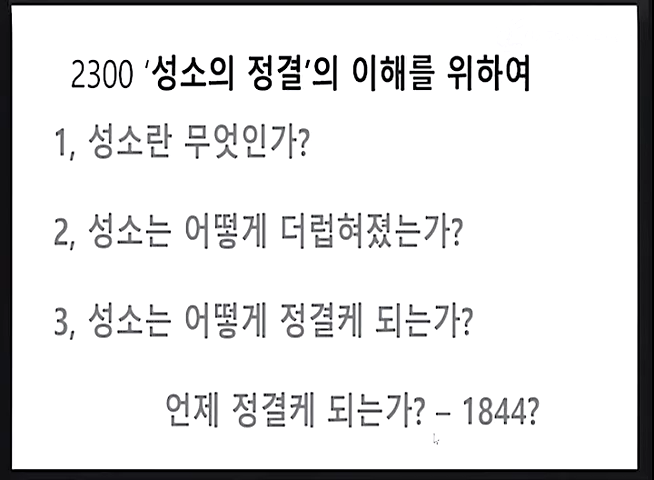 2300 '성소의 정결'의 이해를 위하여
1, 성소란 무엇인가?
2, 성소는 어떻게 더럽혀졌는가?
3, 성소는 어떻게 정결케 되는가?
언제 정결케 되는가? – 1844?